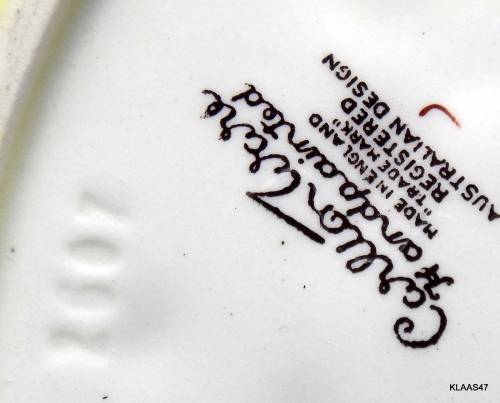 Carlton Ware
Handpainted
MADE IN ENGLAND
"TRADE MARK"
REGISTERED
AUSTRALIAN DESIGN
KLAAS47